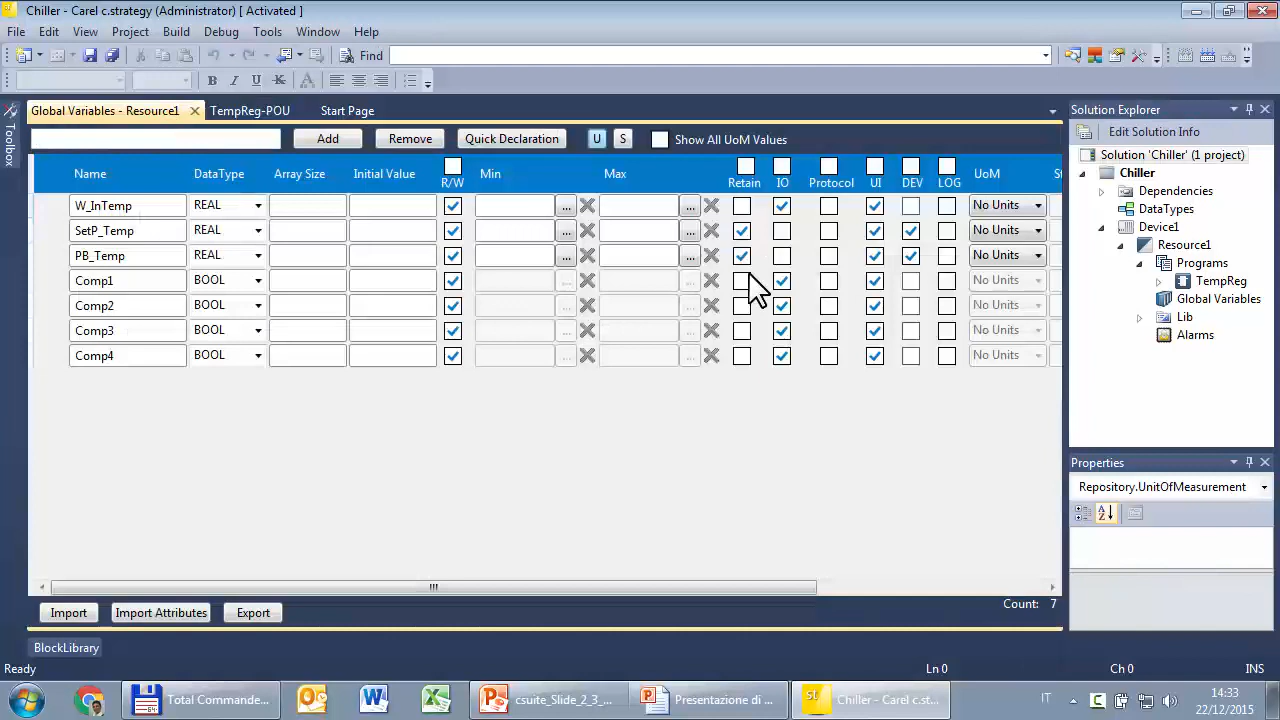 Chiller - Carel c.strategy (Administrator) [ Activated ]
File Edit View Project Build Debug Tools Window Help
Find
B I U K A
Global Variables - Resource1 TempReg-POU Start Page
Add Remove Quick Declaration U S Show All UoM Values
Name DataType Array Size Initial Value R/W Min Max Retain IO Protocol UI DEV LOG UoM
W_InTemp REAL ... ... No Units
SetP_Temp REAL ... ... No Units
PB_Temp REAL ... ... No Units
Comp1 BOOL ... ... No Units
Comp2 BOOL ... ... No Units
Comp3 BOOL ... ... No Units
Comp4 BOOL ... ... No Units
Import Import Attributes Export Count: 7
Toolbox
Solution Explorer
Edit Solution Info
Solution 'Chiller' (1 project)
Chiller
Dependencies
DataTypes
Device1
Resource1
Programs
TempReg
Global Variables
Lib
Alarms
Properties
Repository.UnitOfMeasurement
BlockLibrary
Ready Ln 0 Ch 0 INS
Total Commande... csuite_Slide_2_3_... Presentazione di ... Chiller - Carel c.st... IT 14:33
22/12/2015